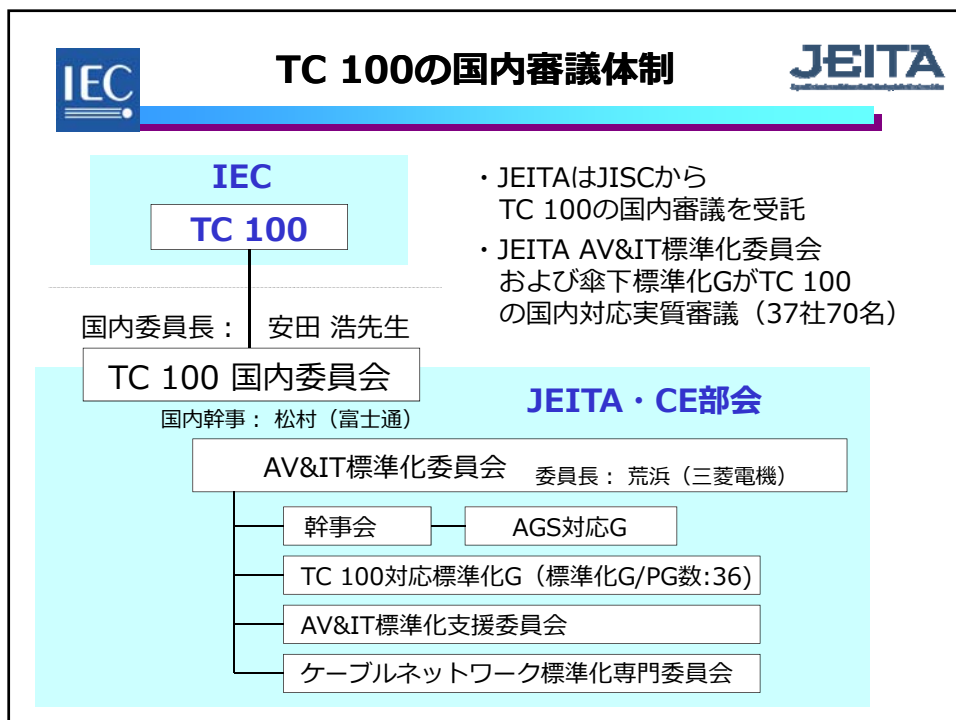 IEC
TC 100の国内審議体制
JEITA
IEC
TC 100
・JEITAはJISCから
TC 100の国内審議を受託
・JEITA AV&IT標準化委員会
および傘下標準化GがTC 100
の国内対応実質審議（37社70名）
国内委員長： 安田 浩先生
TC 100 国内委員会
国内幹事： 松村（富士通）
JEITA・CE部会
AV&IT標準化委員会 委員長： 荒浜（三菱電機）
幹事会
AGS対応G
TC 100対応標準化G（標準化G/PG数:36)
AV&IT標準化支援委員会
ケーブルネットワーク標準化専門委員会